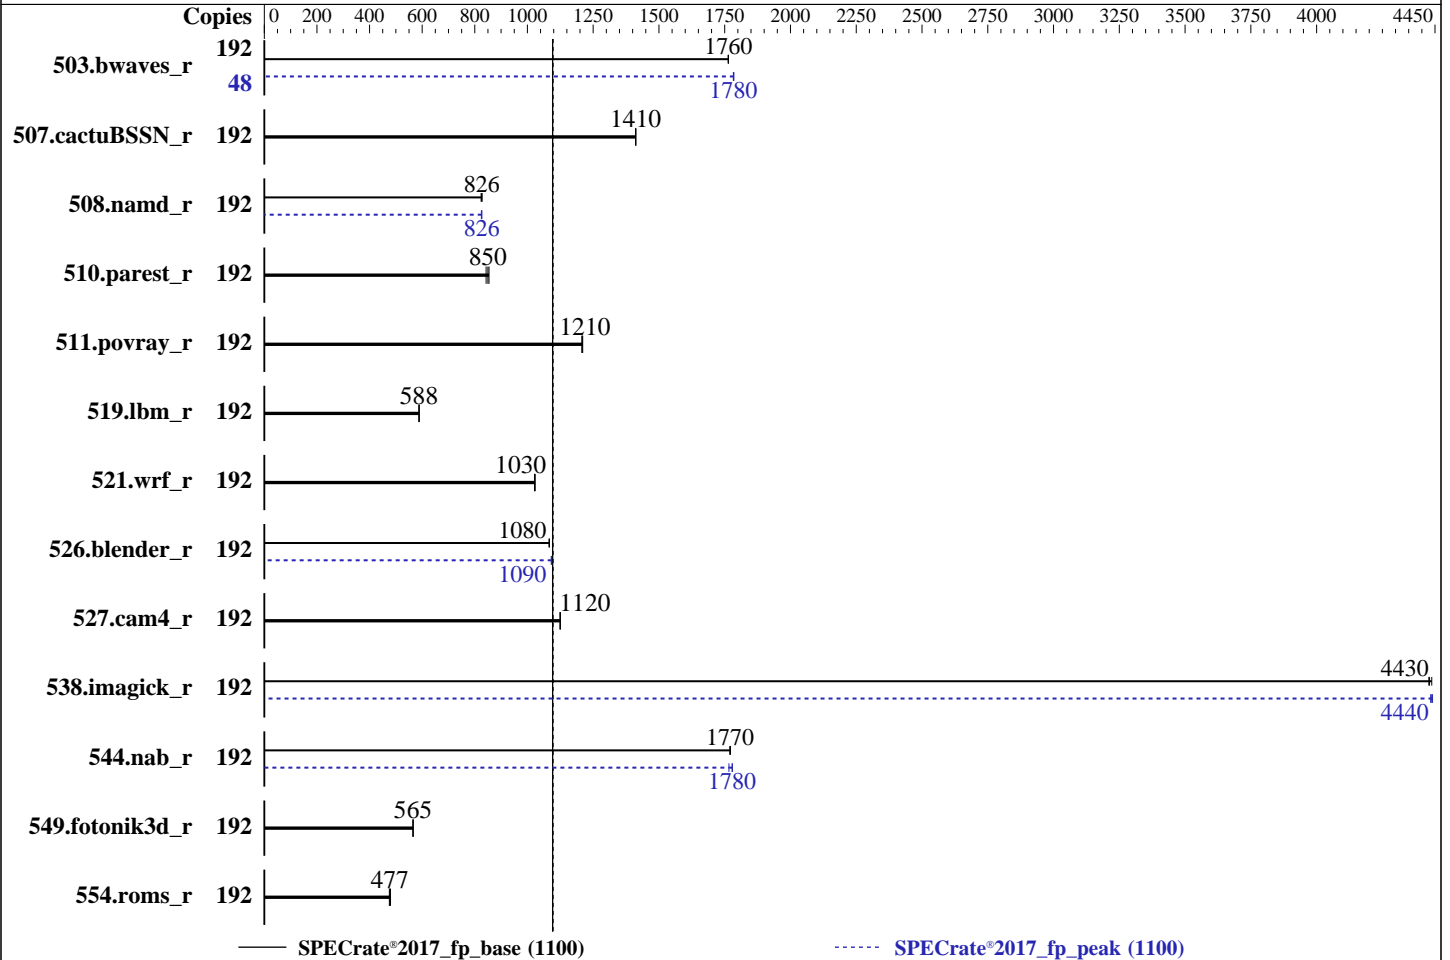 Copies 0 200 400 600 800 1000 1250 1500 1750 2000 2250 2500 2750 3000 3250 3500 3750 4000 4450
503.bwaves_r 192 1760
48 1780
507.cactuBSSN_r 192 1410
508.namd_r 192 826
826
510.parest_r 192 850
511.povray_r 192 1210
519.lbm_r 192 588
521.wrf_r 192 1030
526.blender_r 192 1080
1090
527.cam4_r 192 1120
538.imagick_r 192 4430
4440
544.nab_r 192 1770
1780
549.fotonik3d_r 192 565
554.roms_r 192 477
SPECrate®2017_fp_base (1100) SPECrate®2017_fp_peak (1100)